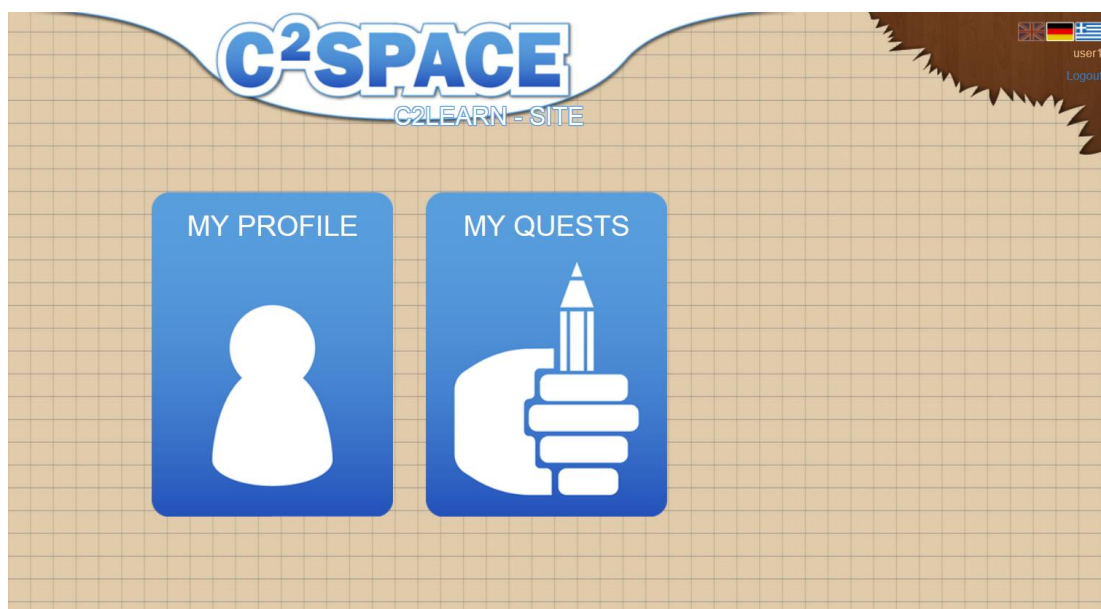 C²SPACE
C2LEARN - SITE
user1
Logout
MY PROFILE
MY QUESTS